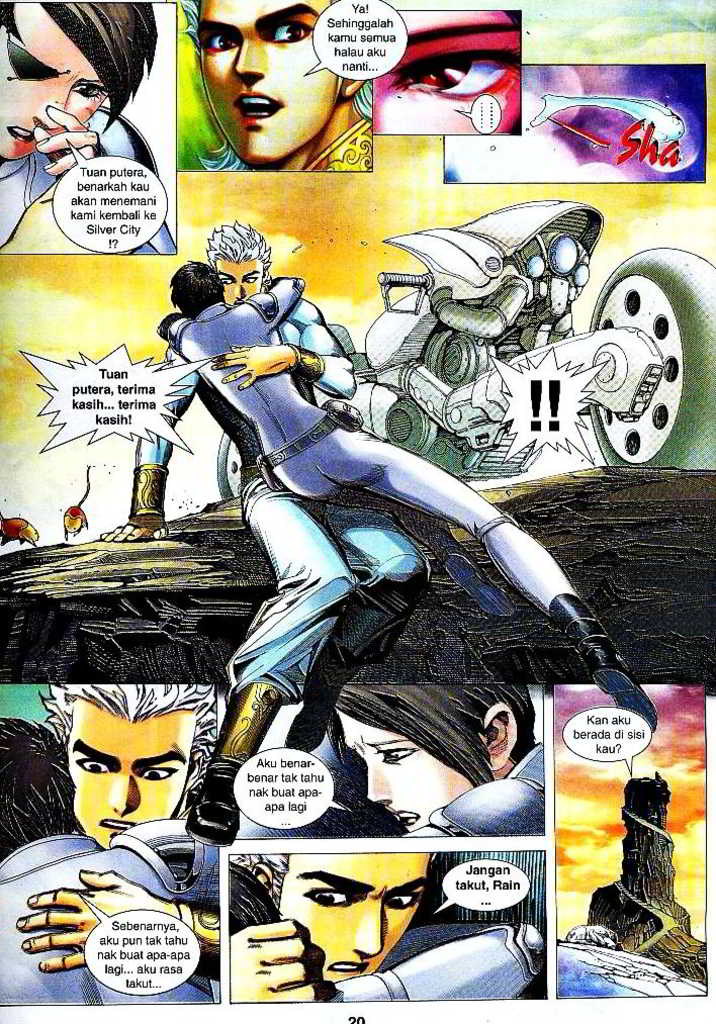 Tuan putera,
benarkah kau
akan menemani
kami kembali ke
Silver City
!?
Ya!
Sehinggalah
kamu semua
halau aku
nanti...
......
Sha
Tuan
putera, terima
kasih... terima
kasih!
!!
Sebenarnya,
aku pun tak tahu
nak buat apa-apa
lagi... aku rasa
takut...
Aku benar-
benar tak tahu
nak buat apa-
apa lagi
...
Jangan
takut, Rain
...
Kan aku
berada di sisi
kau?
20